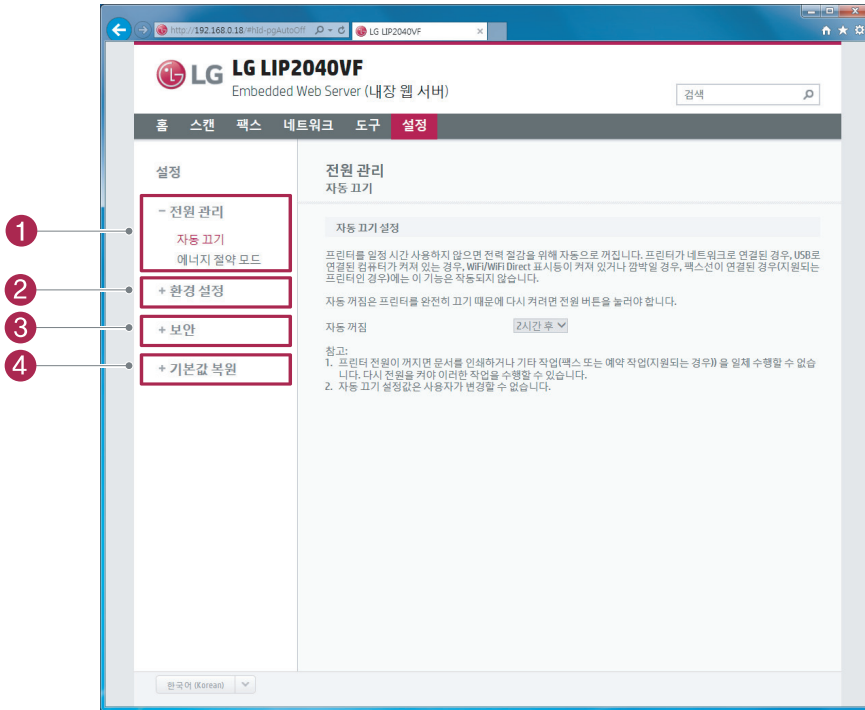 http://192.168.0.18/#hId-pgAutoOff
LG LIP2040VF
LG
LG LIP2040VF
Embedded Web Server (내장 웹 서버)
검색
홈 스캔 팩스 네트워크 도구 설정
설정
1
- 전원 관리
자동 끄기
에너지 절약 모드
2
+ 환경 설정
3
+ 보안
4
+ 기본값 복원
전원 관리
자동 끄기
자동 끄기 설정
프린터를 일정 시간 사용하지 않으면 전력 절감을 위해 자동으로 꺼집니다. 프린터가 네트워크로 연결된 경우, USB로
연결된 컴퓨터가 켜져 있는 경우, WiFi/WiFi Direct 표시등이 켜져 있거나 깜박일 경우, 팩스선이 연결된 경우(지원되는
프린터인 경우)에는 이 기능은 작동되지 않습니다.
자동 꺼짐은 프린터를 완전히 끄기 때문에 다시 켜려면 전원 버튼을 눌러야 합니다.
자동 꺼짐 2시간 후
참고:
1. 프린터 전원이 꺼지면 문서를 인쇄하거나 기타 작업(팩스 또는 예약 작업(지원되는 경우)) 을 일체 수행할 수 없습
니다. 다시 전원을 켜야 이러한 작업을 수행할 수 있습니다.
2. 자동 끄기 설정값은 사용자가 변경할 수 없습니다.
한국어 (Korean)